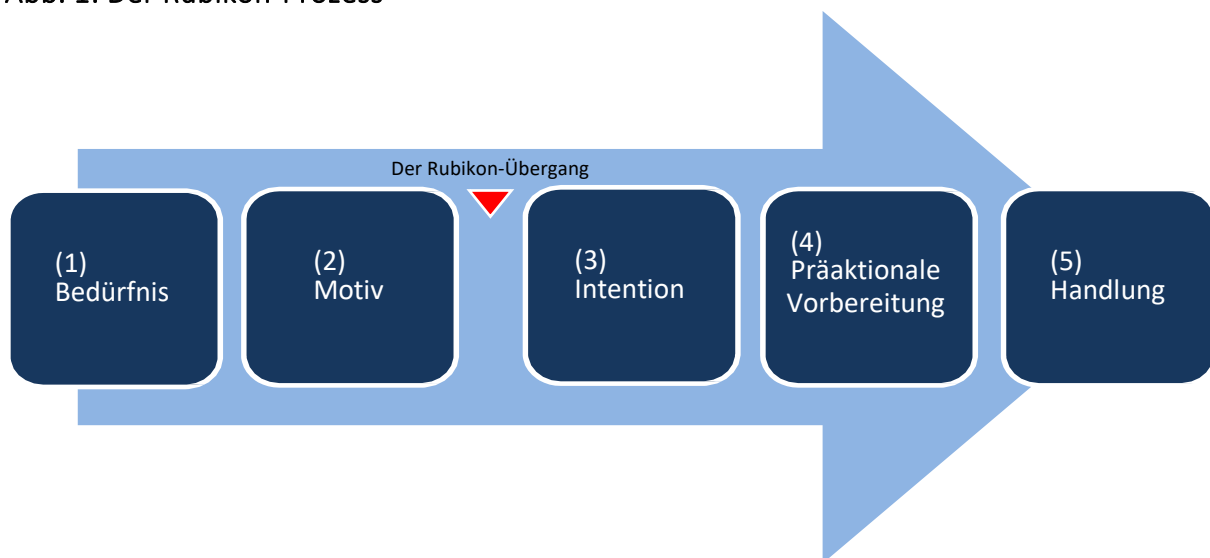 Abb. 1: Der Rubikon-Prozess
Der Rubikon-Übergang
(1)
Bedürfnis
(2)
Motiv
(3)
Intention
(4)
Präaktionale
Vorbereitung
(5)
Handlung